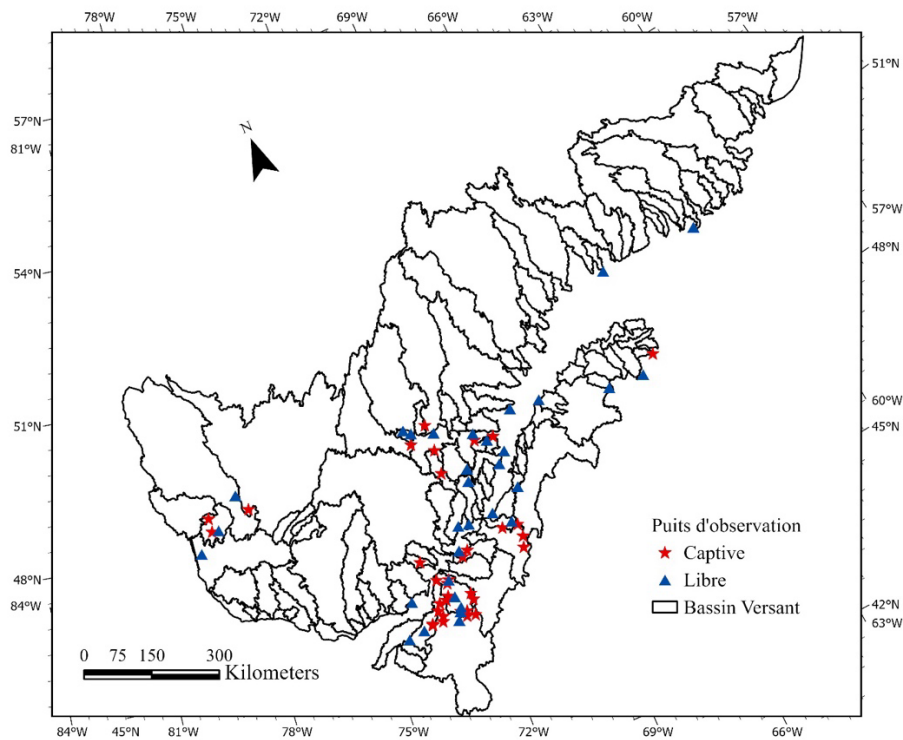 78°W 75°W 72°W 69°W 66°W 63°W 60°W 57°W
51°N
57°N
81°W
N
57°W
48°N
54°N
60°W
45°N
51°N
Puits d'observation
Captive
Libre
Bassin Versant
48°N
84°W
42°N
63°W
0 75 150 300
Kilometers
84°W 45°N 81°W 78°W 75°W 72°W 69°W 66°W